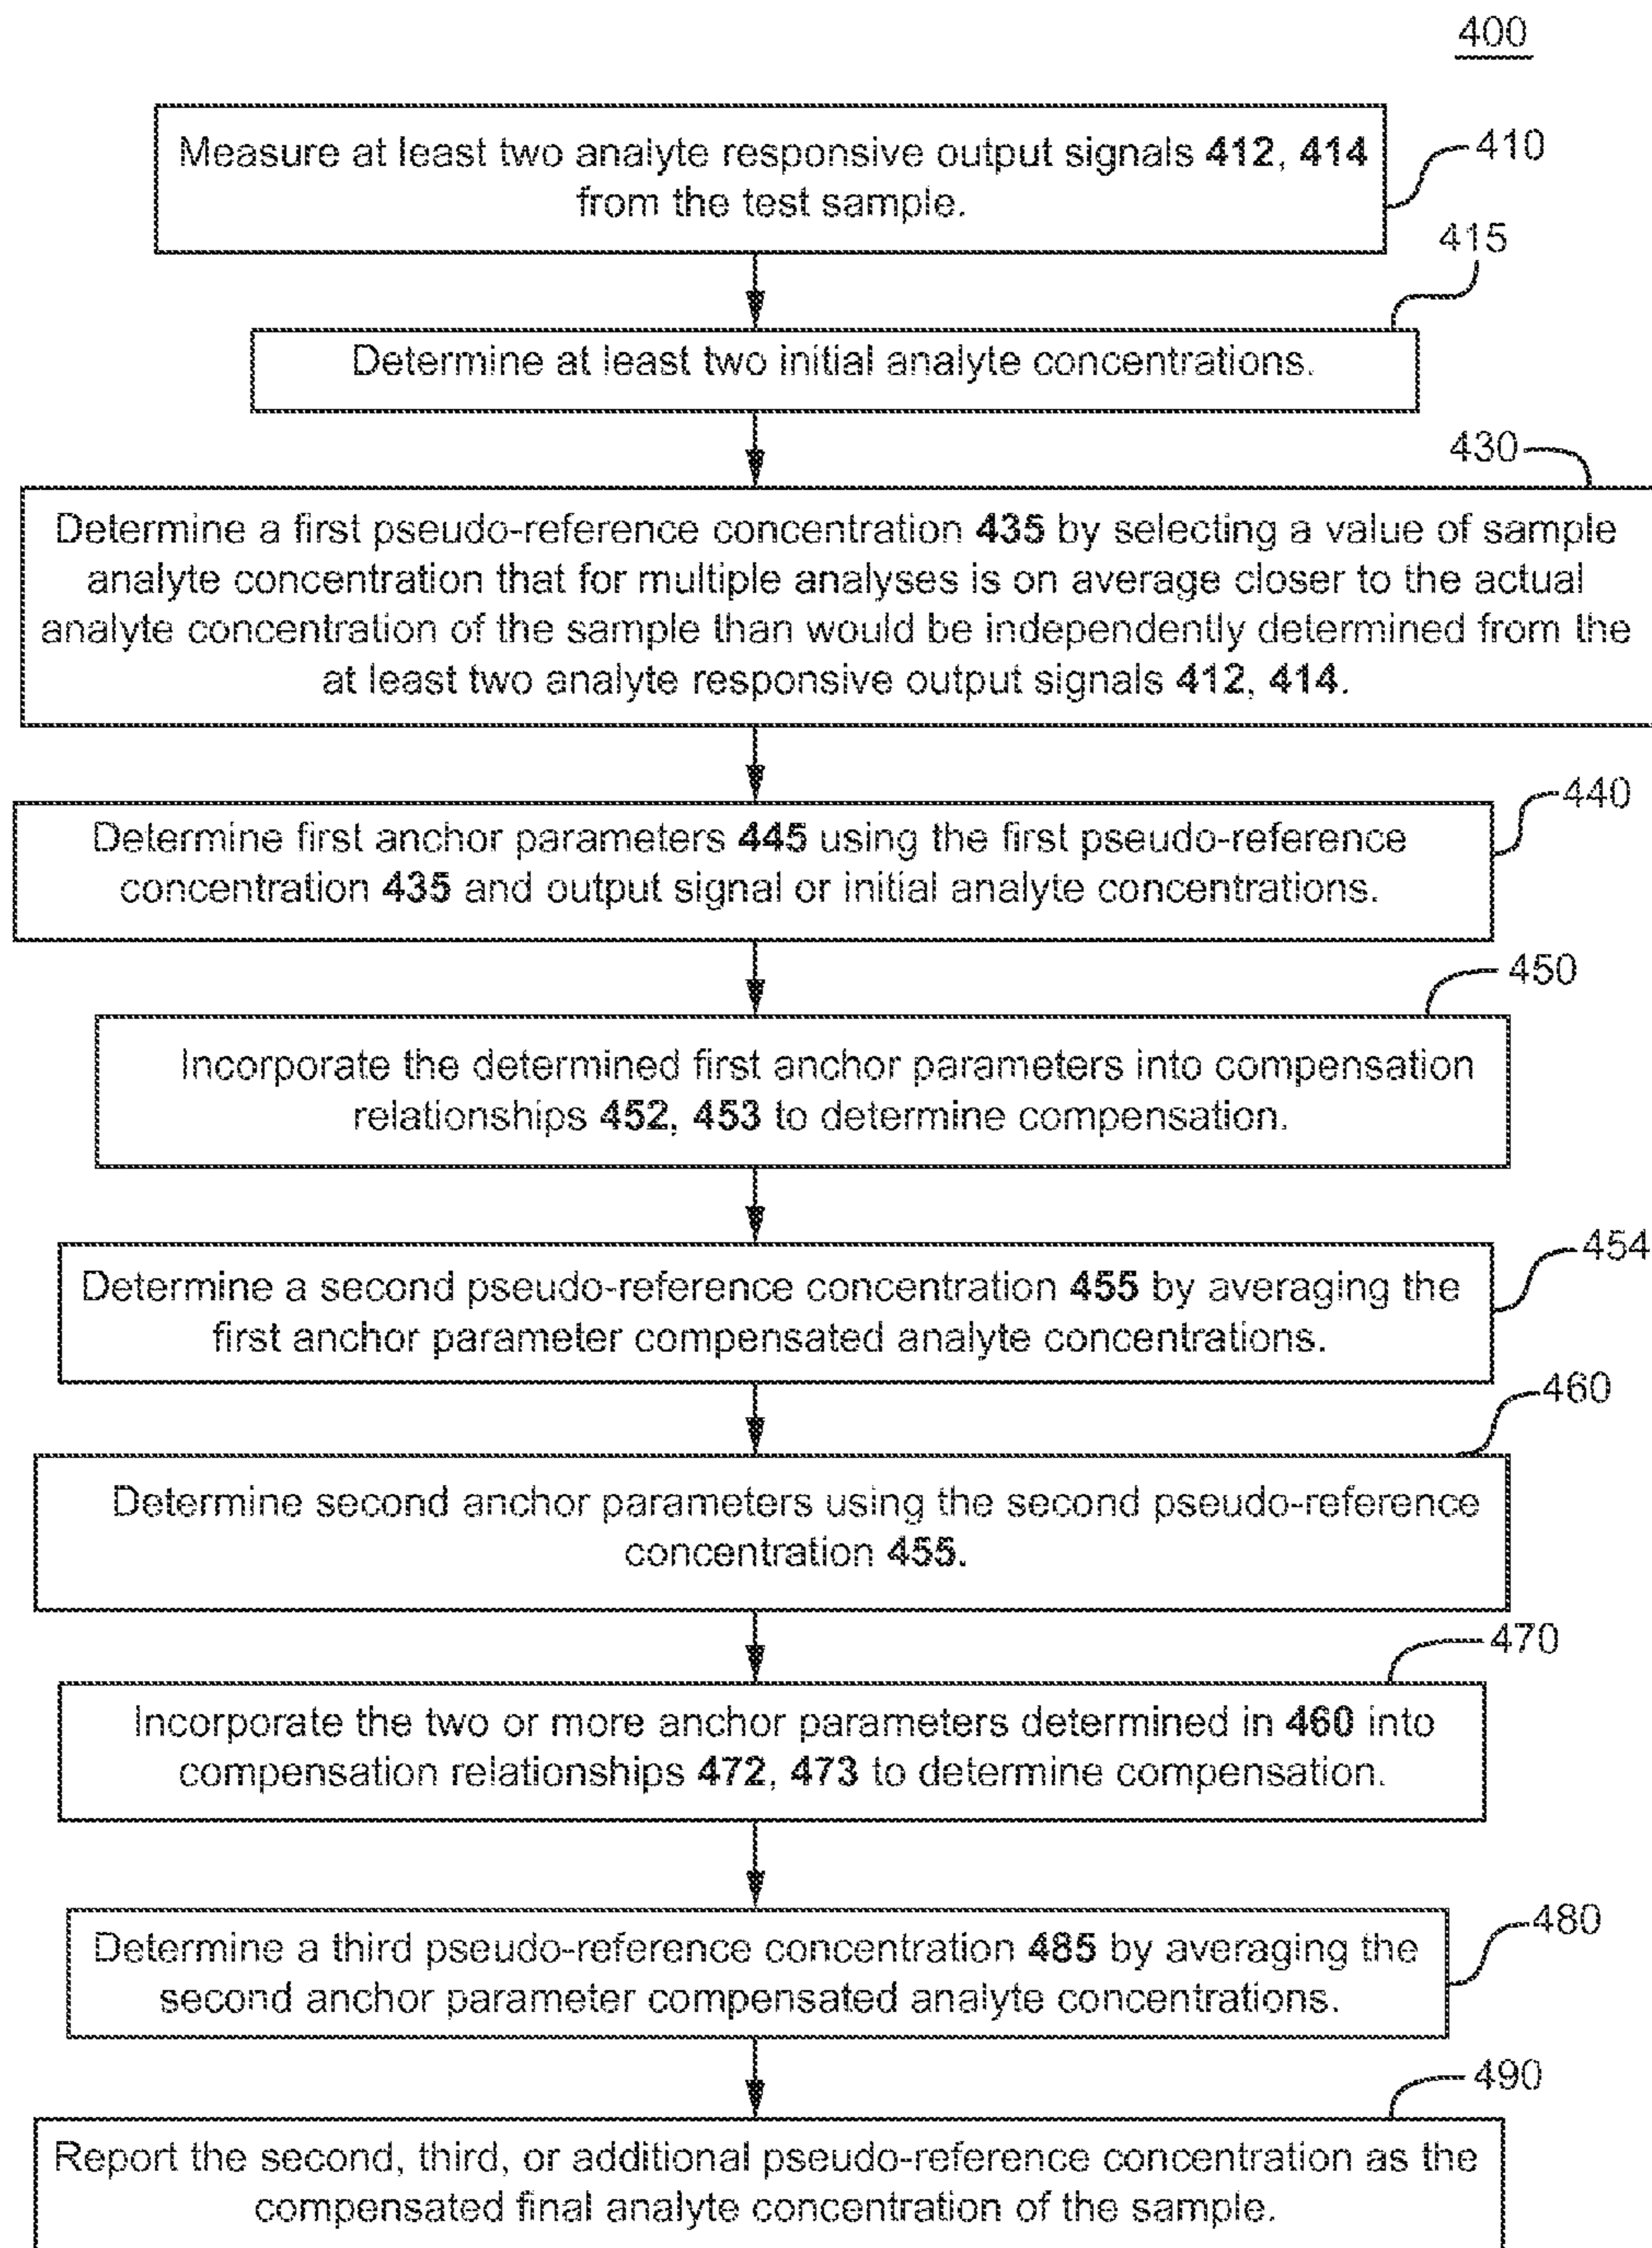 400
Measure at least two analyte responsive output signals 412, 414
from the test sample.
410
415
Determine at least two initial analyte concentrations.
430
Determine a first pseudo-reference concentration 435 by selecting a value of sample
analyte concentration that for multiple analyses is on average closer to the actual
analyte concentration of the sample than would be independently determined from the
at least two analyte responsive output signals 412, 414.
440
Determine first anchor parameters 445 using the first pseudo-reference
concentration 435 and output signal or initial analyte concentrations.
450
Incorporate the determined first anchor parameters into compensation
relationships 452, 453 to determine compensation.
454
Determine a second pseudo-reference concentration 455 by averaging the
first anchor parameter compensated analyte concentrations.
460
Determine second anchor parameters using the second pseudo-reference
concentration 455.
470
Incorporate the two or more anchor parameters determined in 460 into
compensation relationships 472, 473 to determine compensation.
480
Determine a third pseudo-reference concentration 485 by averaging the
second anchor parameter compensated analyte concentrations.
490
Report the second, third, or additional pseudo-reference concentration as the
compensated final analyte concentration of the sample.